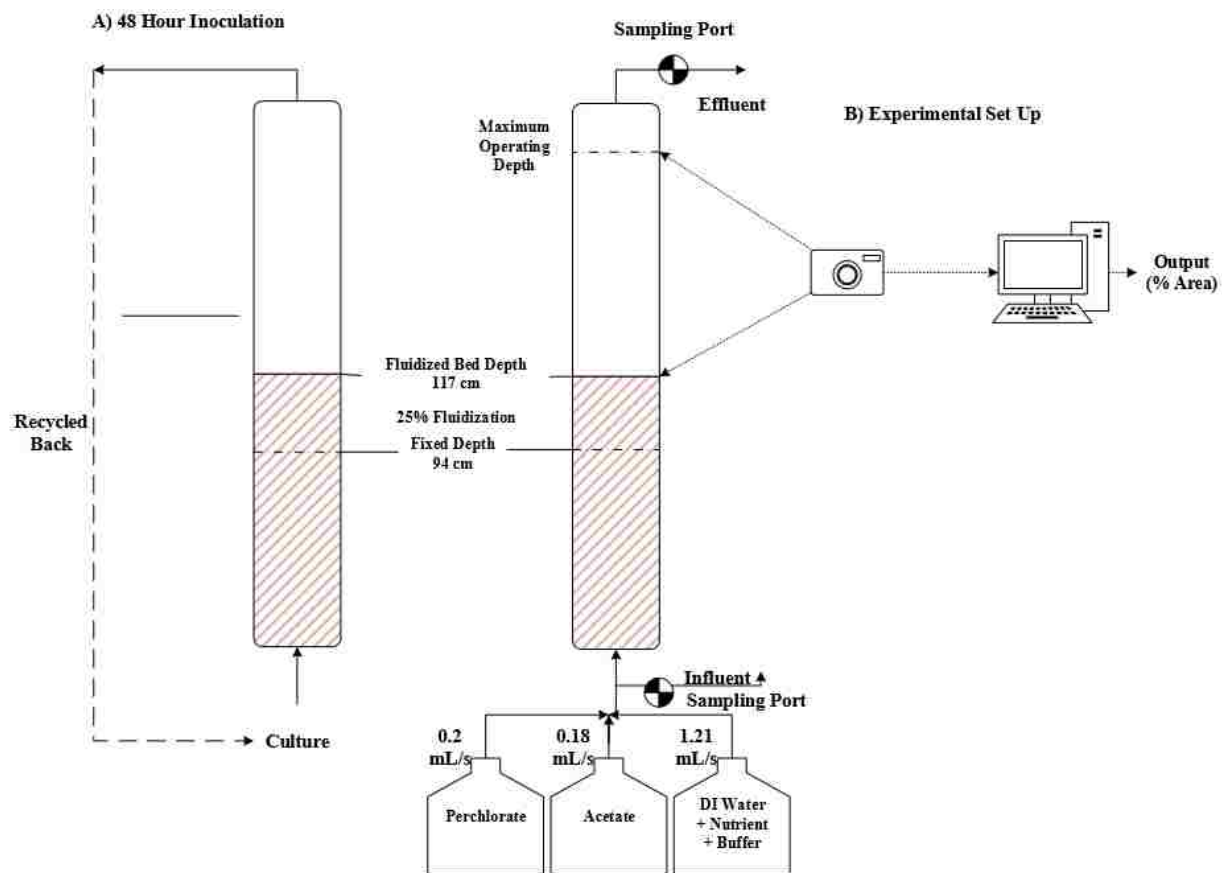 A) 48 Hour Inoculation
Sampling Port
Effluent
B) Experimental Set Up
Maximum
Operating
Depth
Output
(% Area)
Fluidized Bed Depth
117 cm
25% Fluidization
Fixed Depth
94 cm
Recycled
Back
Influent
Sampling Port
Culture
0.2
mL/s
0.18
mL/s
1.21
mL/s
Perchlorate
Acetate
DI Water
+ Nutrient
+ Buffer